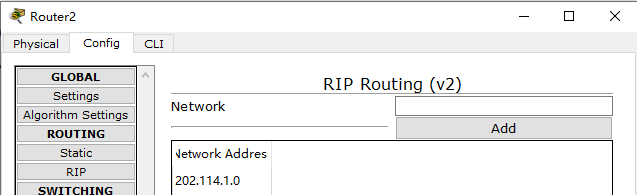 Router2
Physical Config CLI
GLOBAL
Settings
Algorithm Settings
ROUTING
Static
RIP
SWITCHING
RIP Routing (v2)
Network
Add
Network Addres
202.114.1.0